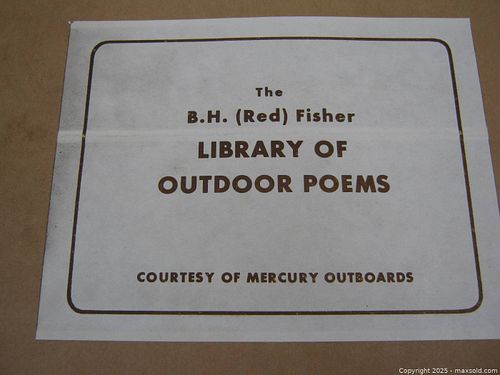 The
B.H. (Red) Fisher
LIBRARY OF
OUTDOOR POEMS
COURTESY OF MERCURY OUTBOARDS
Copyright 2025 - maxsold.com